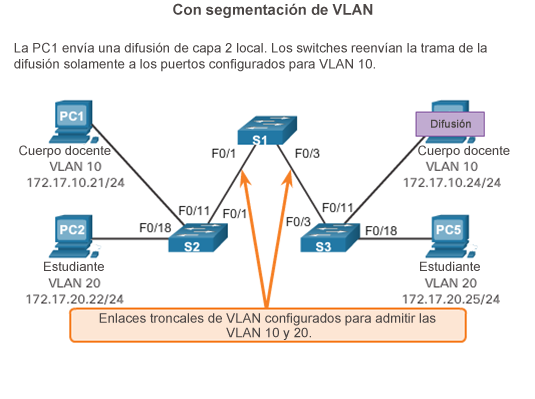 Con segmentación de VLAN
La PC1 envía una difusión de capa 2 local. Los switches reenvían la trama de la
difusión solamente a los puertos configurados para VLAN 10.
PC1
Cuerpo docente
VLAN 10
172.17.10.21/24
S1
F0/1
F0/3
Difusión
Cuerpo docente
VLAN 10
172.17.10.24/24
F0/11
F0/1
F0/18
S2
F0/11
F0/3
F0/18
S3
PC2
Estudiante
VLAN 20
172.17.20.22/24
PC5
Estudiante
VLAN 20
172.17.20.25/24
Enlaces troncales de VLAN configurados para admitir las
VLAN 10 y 20.